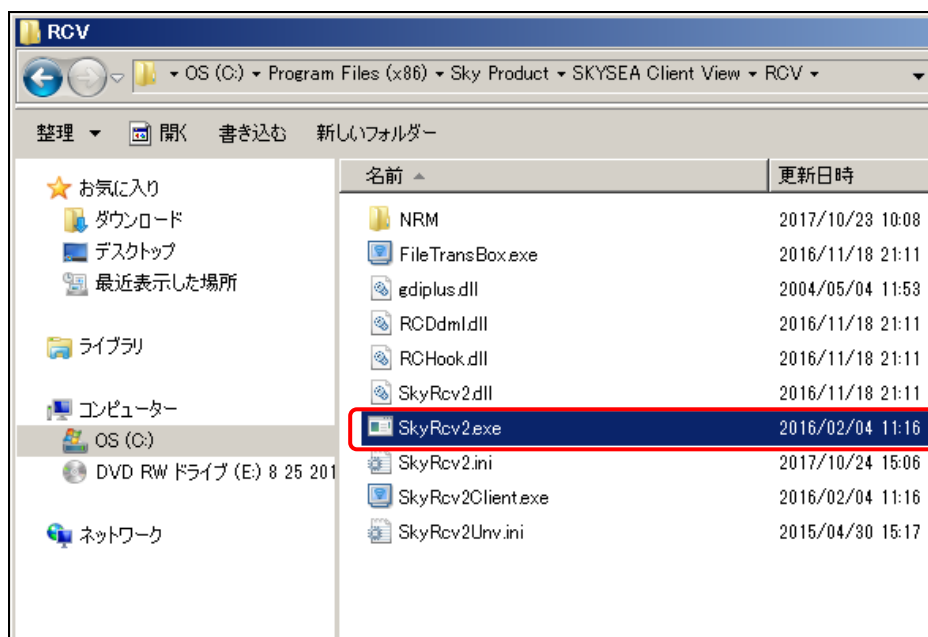 RCV
OS (C:) Program Files (x86) Sky Product SKYSEA Client View RCV
整理 開く 書き込む 新しいフォルダー
お気に入り
ダウンロード
デスクトップ
最近表示した場所
ライブラリ
コンピューター
OS (C:)
DVD RW ドライブ (E:) 8 25 201
ネットワーク
名前 更新日時
NRM 2017/10/23 10:08
FileTransBox.exe 2016/11/18 21:11
gdiplus.dll 2004/05/04 11:53
RCDdml.dll 2016/11/18 21:11
RCHook.dll 2016/11/18 21:11
SkyRcv2.dll 2016/11/18 21:11
SkyRcv2.exe 2016/02/04 11:16
SkyRcv2.ini 2017/10/24 15:06
SkyRcv2Client.exe 2016/02/04 11:16
SkyRcv2Unv.ini 2015/04/30 15:17